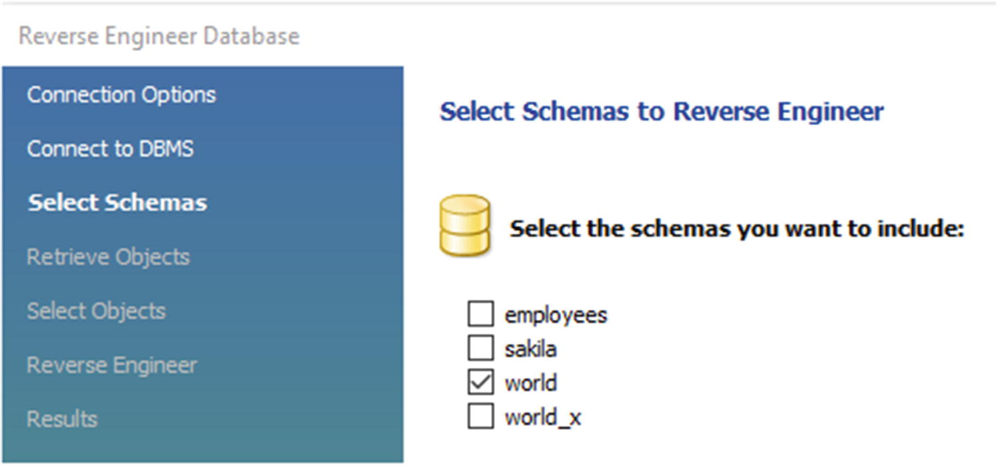 Reverse Engineer Database
Connection Options
Connect to DBMS
Select Schemas
Retrieve Objects
Select Objects
Reverse Engineer
Results
Select Schemas to Reverse Engineer
Select the schemas you want to include:
employees
sakila
world
world_x